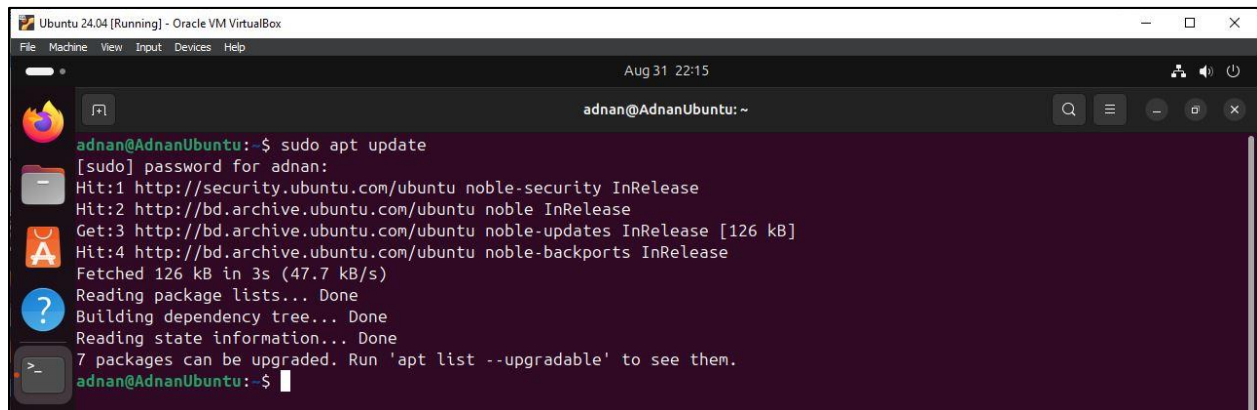 Ubuntu 24.04 [Running] - Oracle VM VirtualBox
File Machine View Input Devices Help
Aug 31 22:15
adnan@AdnanUbuntu: ~
adnan@AdnanUbuntu:~$ sudo apt update
[sudo] password for adnan:
Hit:1 http://security.ubuntu.com/ubuntu noble-security InRelease
Hit:2 http://bd.archive.ubuntu.com/ubuntu noble InRelease
Get:3 http://bd.archive.ubuntu.com/ubuntu noble-updates InRelease [126 kB]
Hit:4 http://bd.archive.ubuntu.com/ubuntu noble-backports InRelease
Fetched 126 kB in 3s (47.7 kB/s)
Reading package lists... Done
Building dependency tree... Done
Reading state information... Done
7 packages can be upgraded. Run 'apt list --upgradable' to see them.
adnan@AdnanUbuntu:~$